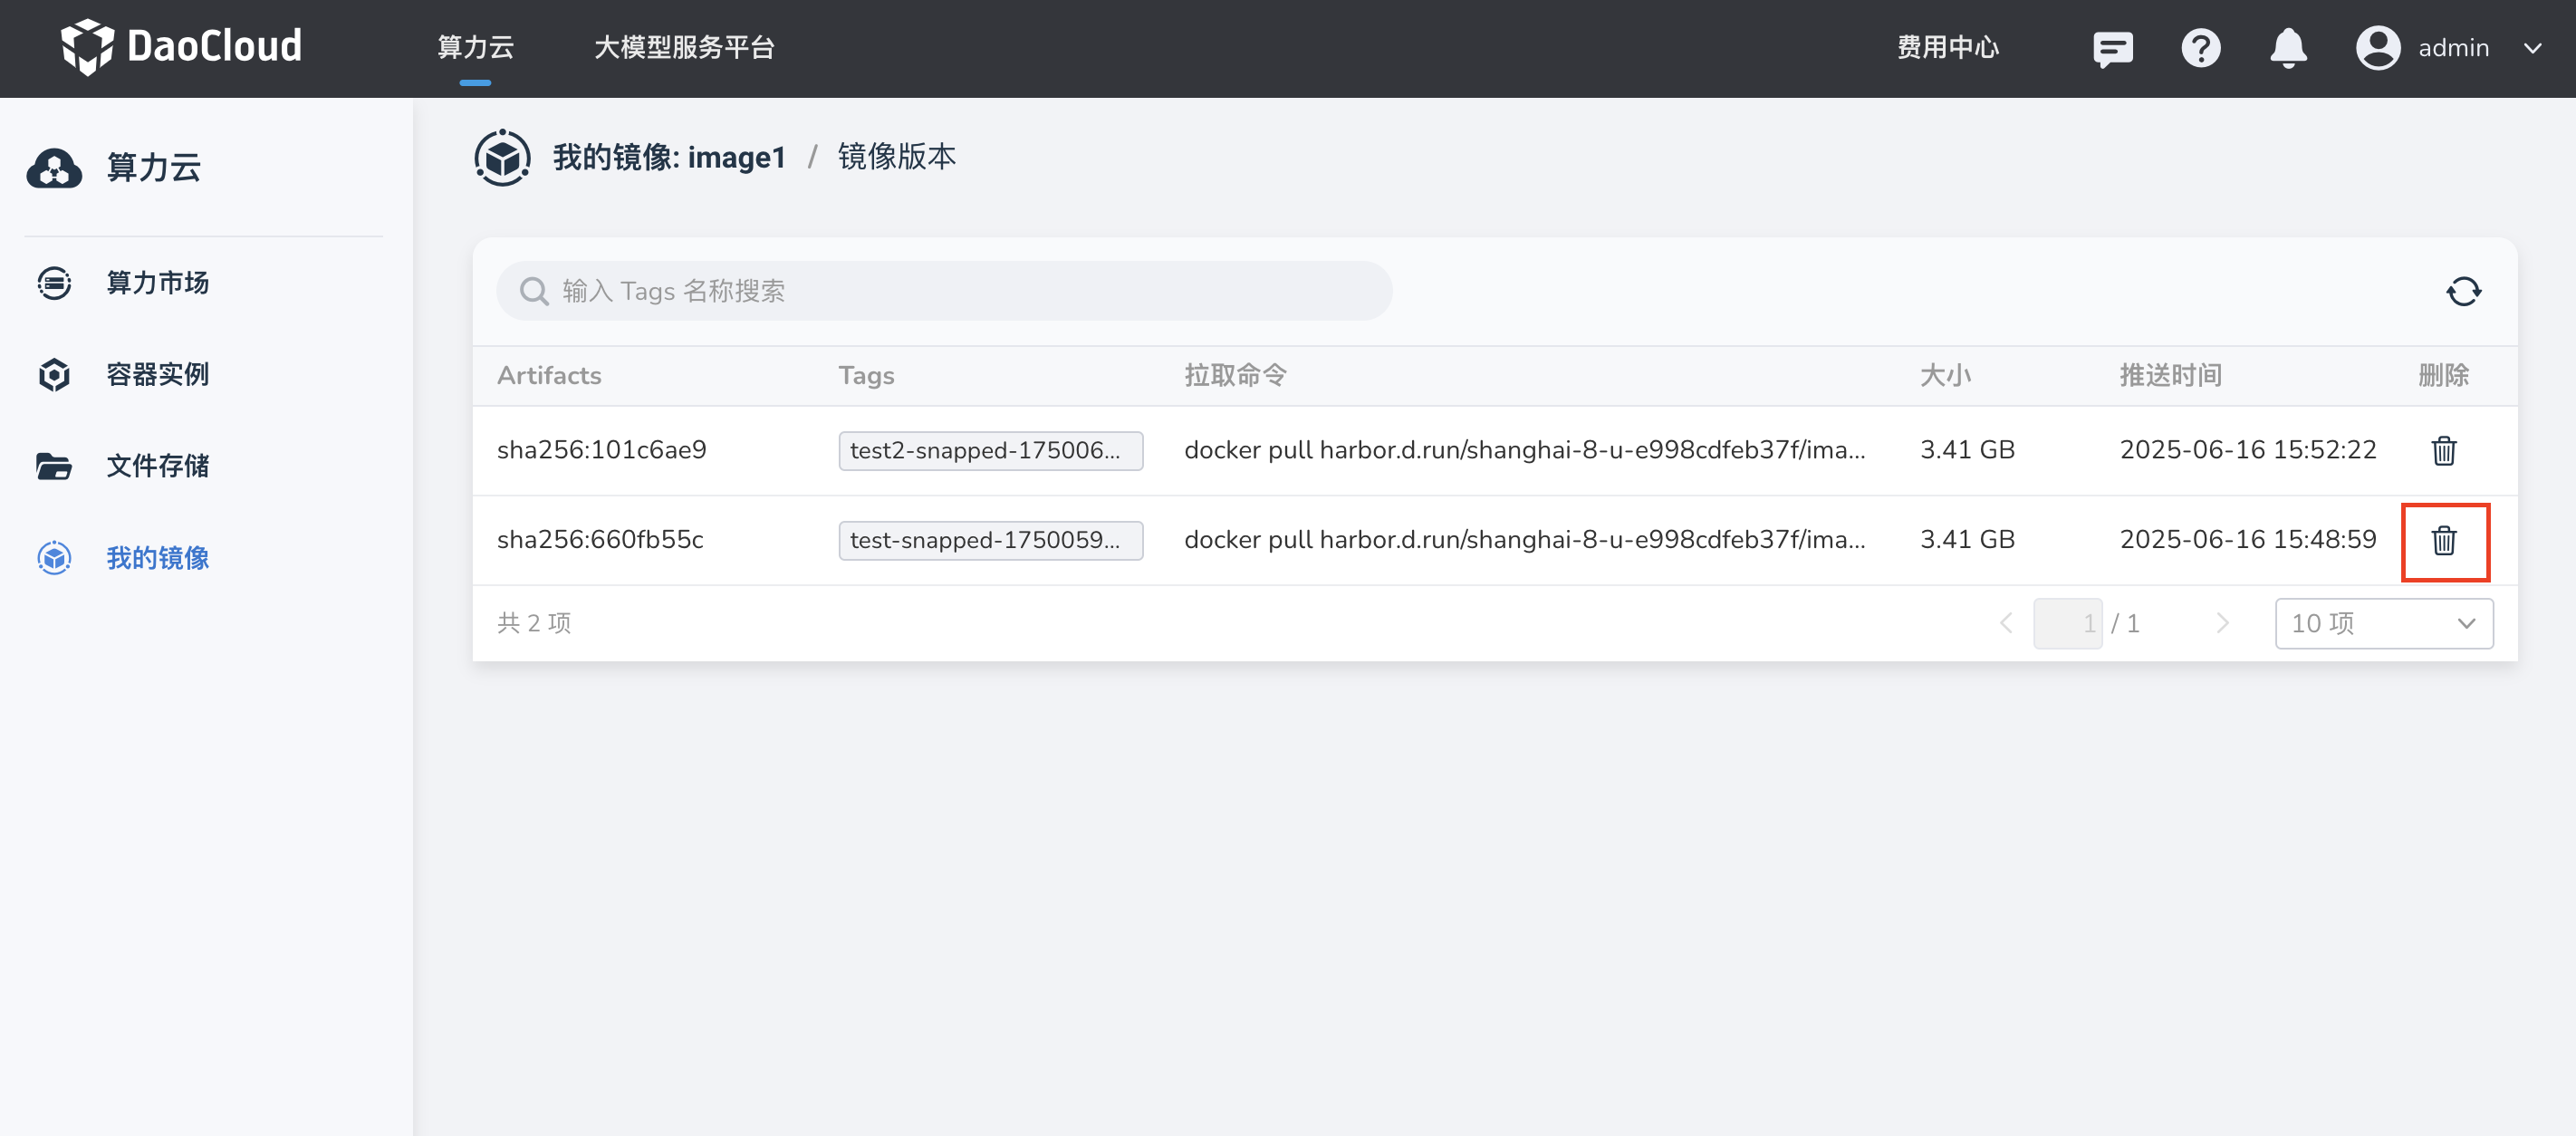 DaoCloud 算力云 大模型服务平台 费用中心 admin
算力云
算力市场
容器实例
文件存储
我的镜像
我的镜像: image1 / 镜像版本
输入 Tags 名称搜索
Artifacts Tags 拉取命令 大小 推送时间 删除
sha256:101c6ae9 test2-snapped-175006... docker pull harbor.d.run/shanghai-8-u-e998cdfeb37f/ima... 3.41 GB 2025-06-16 15:52:22
sha256:660fb55c test-snapped-1750059... docker pull harbor.d.run/shanghai-8-u-e998cdfeb37f/ima... 3.41 GB 2025-06-16 15:48:59
共 2 项 1 / 1 10 项